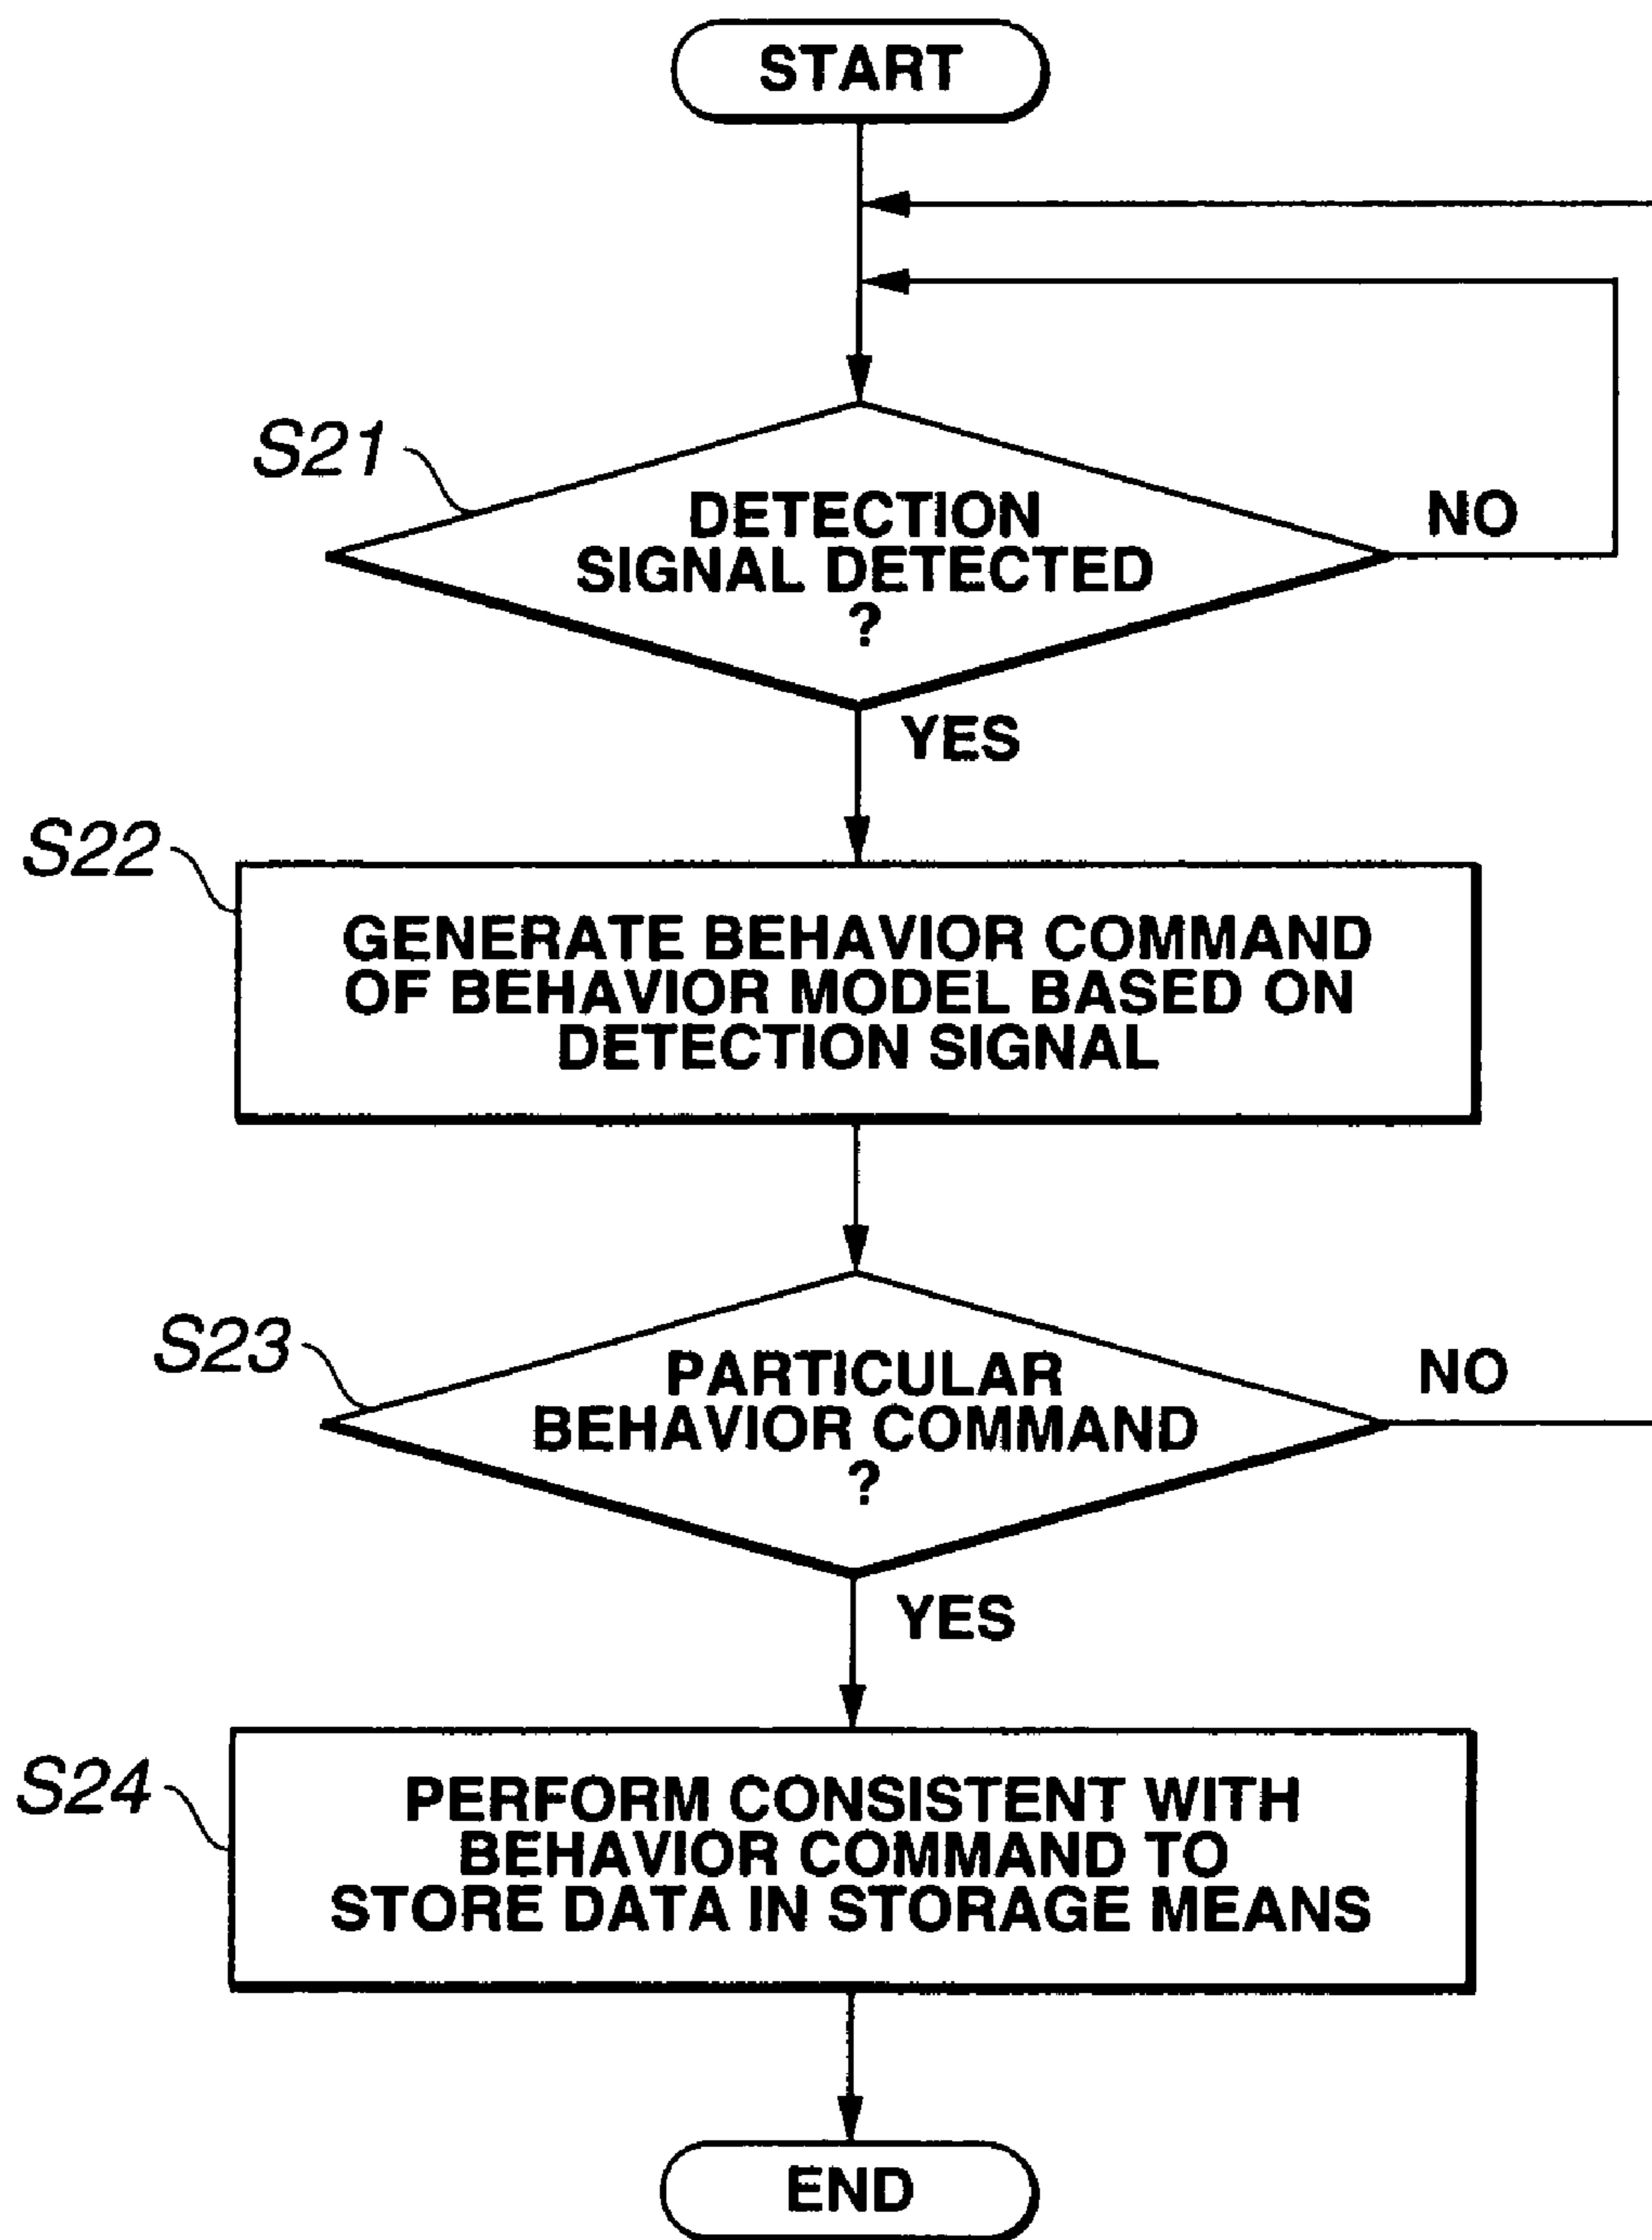 START
S21
DETECTION
SIGNAL DETECTED
?
NO
YES
S22
GENERATE BEHAVIOR COMMAND
OF BEHAVIOR MODEL BASED ON
DETECTION SIGNAL
S23
PARTICULAR
BEHAVIOR COMMAND
?
NO
YES
S24
PERFORM CONSISTENT WITH
BEHAVIOR COMMAND TO
STORE DATA IN STORAGE MEANS
END